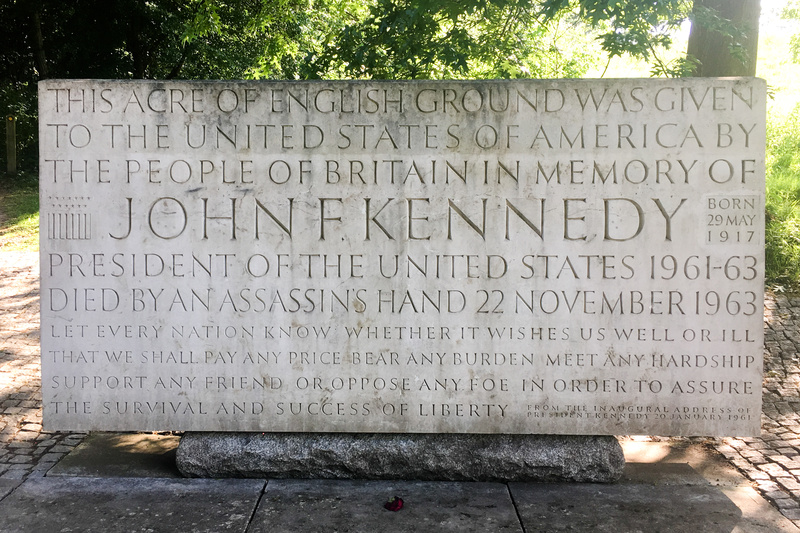 THIS ACRE OF ENGLISH GROUND WAS GIVEN
TO THE UNITED STATES OF AMERICA BY
THE PEOPLE OF BRITAIN IN MEMORY OF
JOHN F. KENNEDY
BORN
29 MAY
1917
PRESIDENT OF THE UNITED STATES 1961-63
DIED BY AN ASSASSIN'S HAND 22 NOVEMBER 1963
LET EVERY NATION KNOW WHETHER IT WISHES US WELL OR ILL
THAT WE SHALL PAY ANY PRICE BEAR ANY BURDEN MEET ANY HARDSHIP
SUPPORT ANY FRIEND OR OPPOSE ANY FOE IN ORDER TO ASSURE
THE SURVIVAL AND SUCCESS OF LIBERTY
FROM THE INAUGURAL ADDRESS OF
PRESIDENT KENNEDY 20 JANUARY 1961